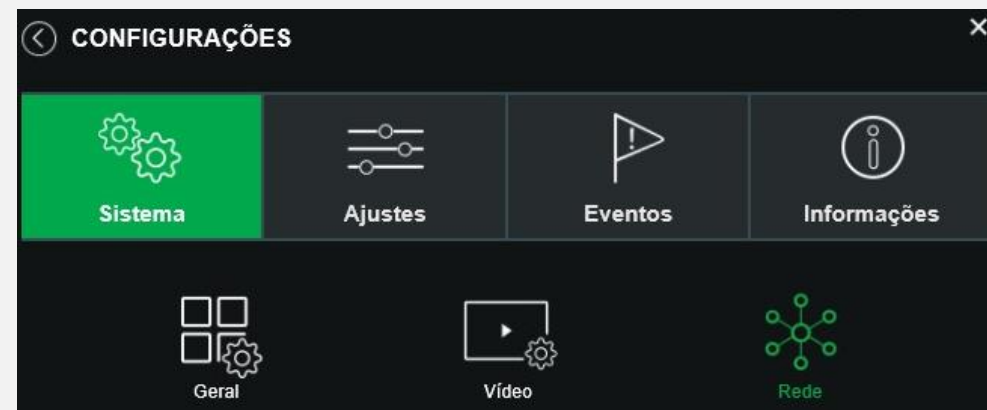 CONFIGURAÇÕES
Sistema Ajustes Eventos Informações
Geral Vídeo Rede